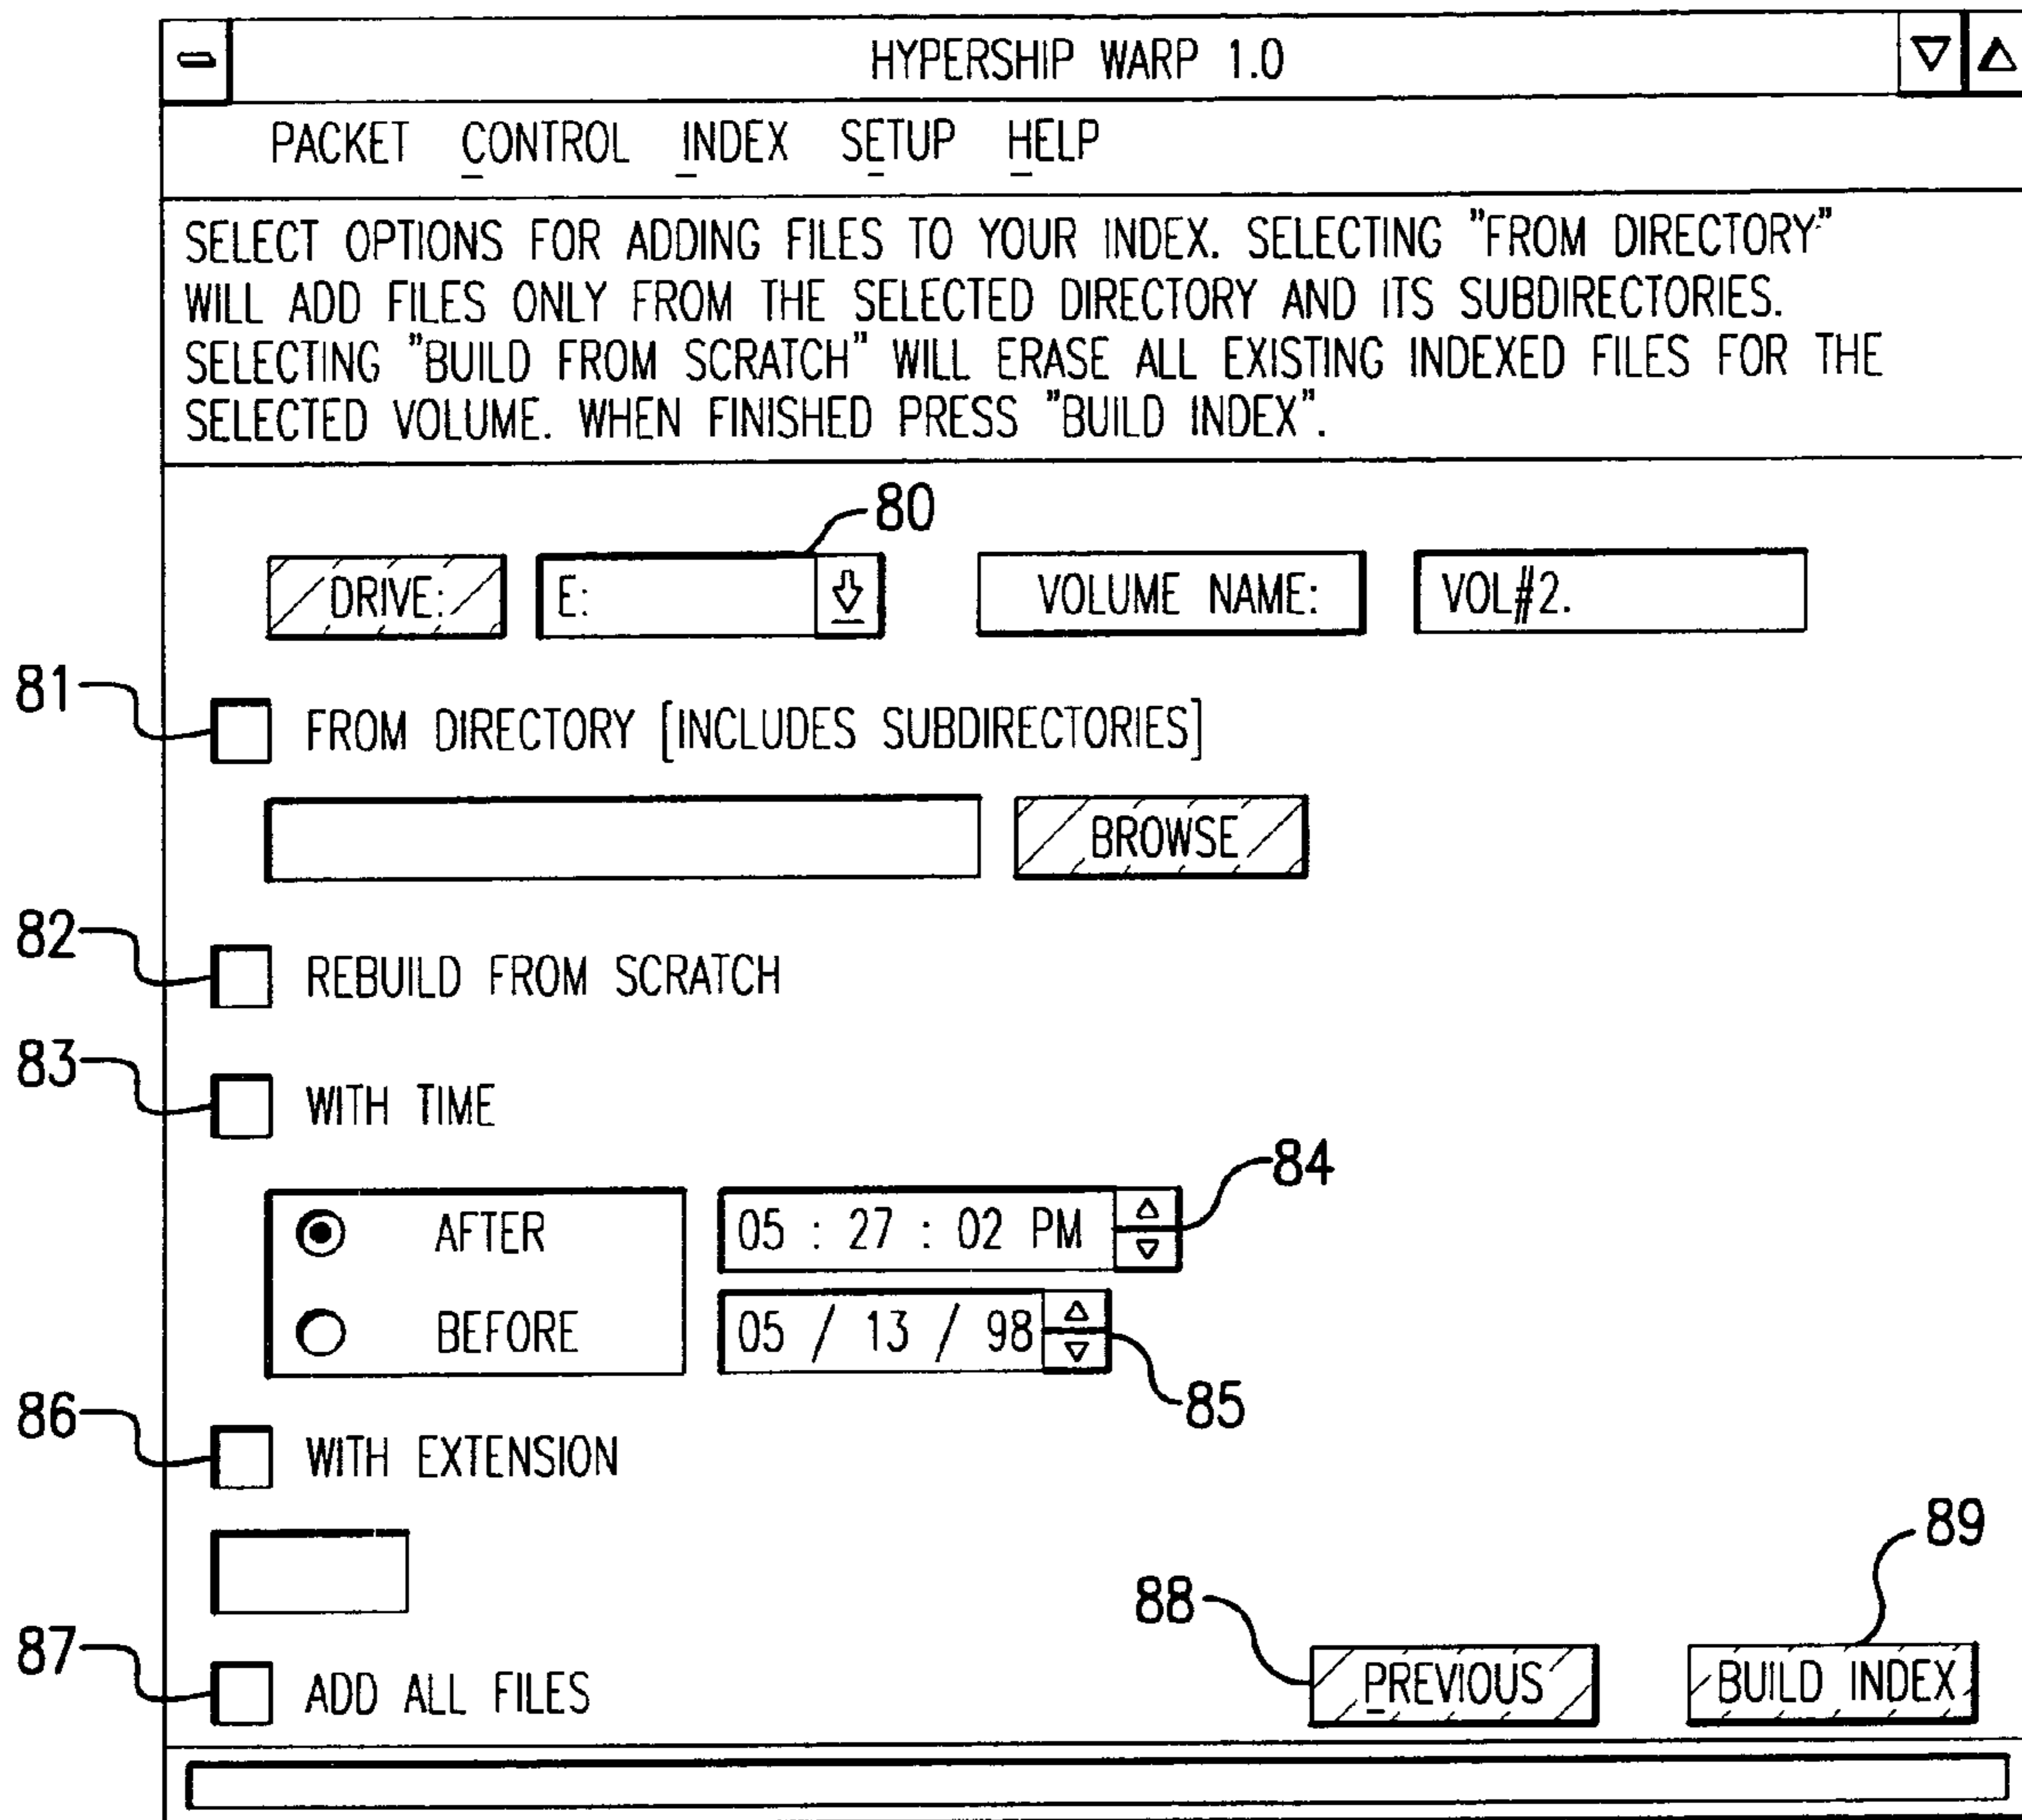 HYPERSHIP WARP 1.0
PACKET CONTROL INDEX SETUP HELP
SELECT OPTIONS FOR ADDING FILES TO YOUR INDEX. SELECTING "FROM DIRECTORY"
WILL ADD FILES ONLY FROM THE SELECTED DIRECTORY AND ITS SUBDIRECTORIES.
SELECTING "BUILD FROM SCRATCH" WILL ERASE ALL EXISTING INDEXED FILES FOR THE
SELECTED VOLUME. WHEN FINISHED PRESS "BUILD INDEX".
80
DRIVE: E: VOLUME NAME: VOL#2.
81 FROM DIRECTORY [INCLUDES SUBDIRECTORIES]
BROWSE
82 REBUILD FROM SCRATCH
83 WITH TIME
84
AFTER 05 : 27 : 02 PM
BEFORE 05 / 13 / 98
85
86 WITH EXTENSION
89
88
87 ADD ALL FILES PREVIOUS BUILD INDEX